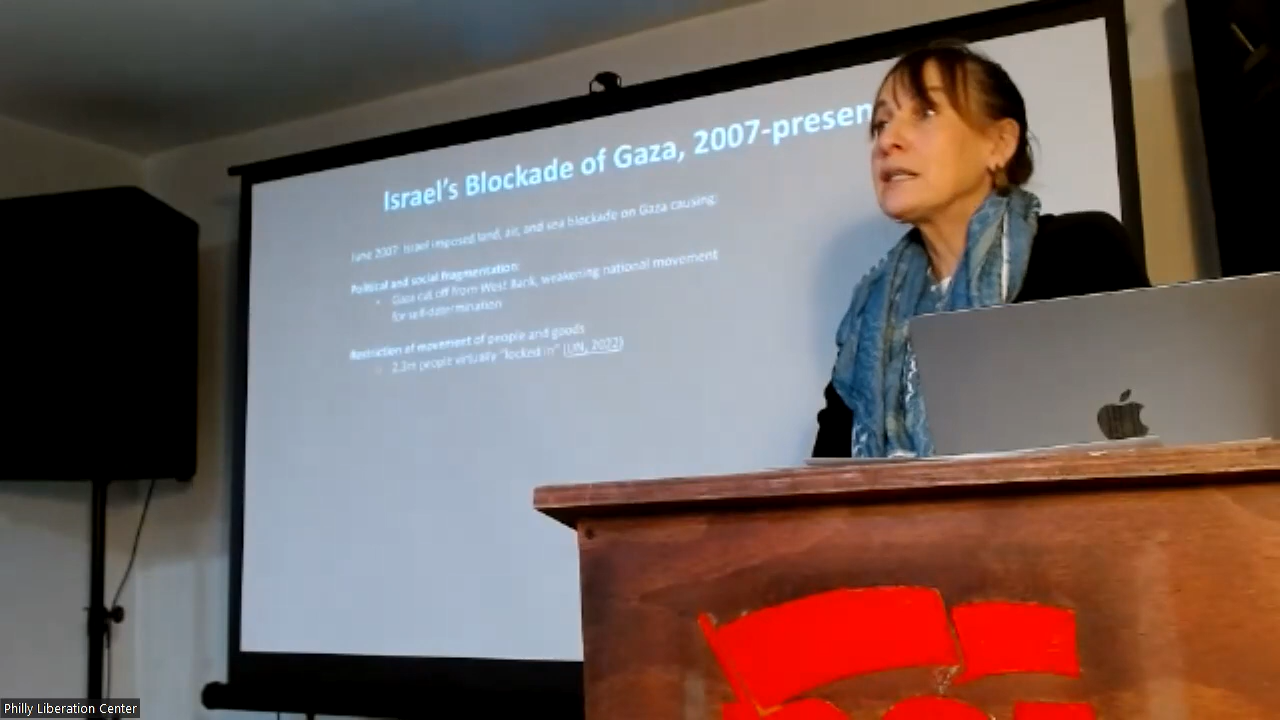 Israel's Blockade of Gaza, 2007-presen
June 2007: Israel imposed land, air, and sea blockade on Gaza causing:
Political and social fragmentation:
Gaza cut off from West Bank, weakening national movement
for self-determination
Restriction of movement of people and goods
2.3m people virtually "locked in" (UN, 2022)
Philly Liberation Center